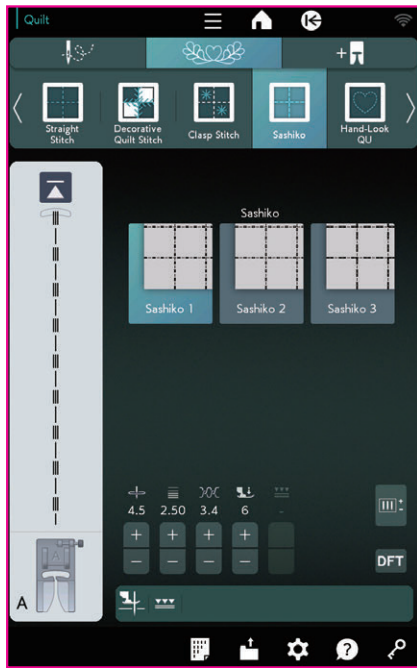 Quilt
Straight
Stitch
Decorative
Quilt Stitch
Clasp Stitch
Sashiko
Hand-Look
QU
Sashiko
Sashiko 1
Sashiko 2
Sashiko 3
4.5 2.50 3.4 6 -
+ + + +
− − − −
DFT
A